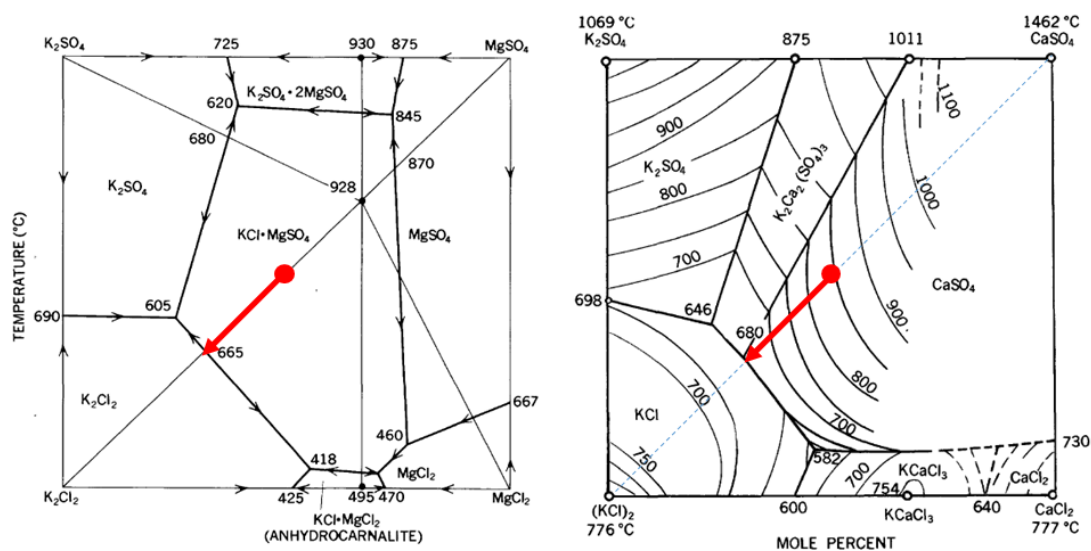 K₂SO₄ 725 930 875 MgSO₄
K₂SO₄·2MgSO₄
620
845
680
870
K₂SO₄
928
MgSO₄
KCl·MgSO₄
TEMPERATURE (°C)
605
690
665
667
K₂Cl₂
460
418
MgCl₂
K₂Cl₂ 425 495 470 MgCl₂
KCl·MgCl₂
(ANHYDROCARNALITE)
1069 °C 1462 °C
K₂SO₄ 875 1011 CaSO₄
1100
900
K₂SO₄
K₂Ca₂(SO₄)₃
800
1000
700
CaSO₄
698
646
680
900
800
KCl
700
700
730
582
750
700
KCaCl₃
CaCl₂
754
(KCl)₂ 600 KCaCl₃ 640 CaCl₂
776 °C 777 °C
MOLE PERCENT